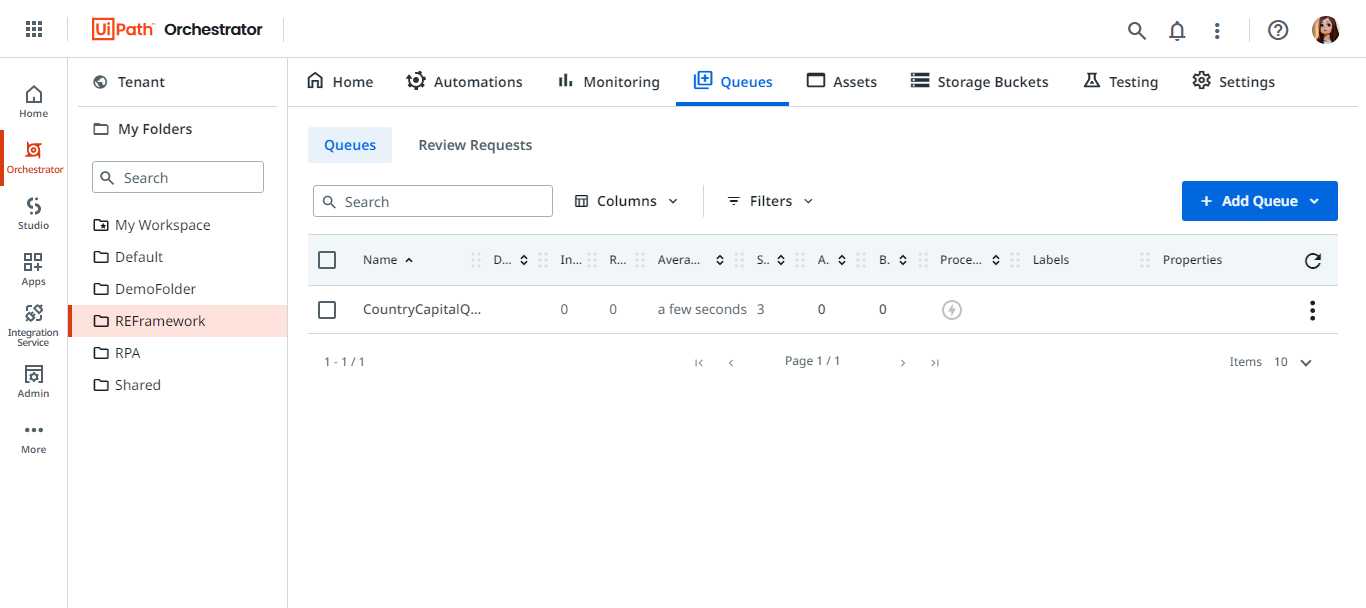 UiPath Orchestrator
Home
Orchestrator
Studio
Apps
Integration
Service
Admin
More
Tenant
My Folders
Search
My Workspace
Default
DemoFolder
REFramework
RPA
Shared
Home Automations Monitoring Queues Assets Storage Buckets Testing Settings
Queues Review Requests
Search Columns Filters + Add Queue
Name D... In... R... Avera... S.. A. B. Proce... Labels Properties
CountryCapitalQ... 0 0 a few seconds 3 0 0
1 - 1 / 1 Page 1 / 1 Items 10